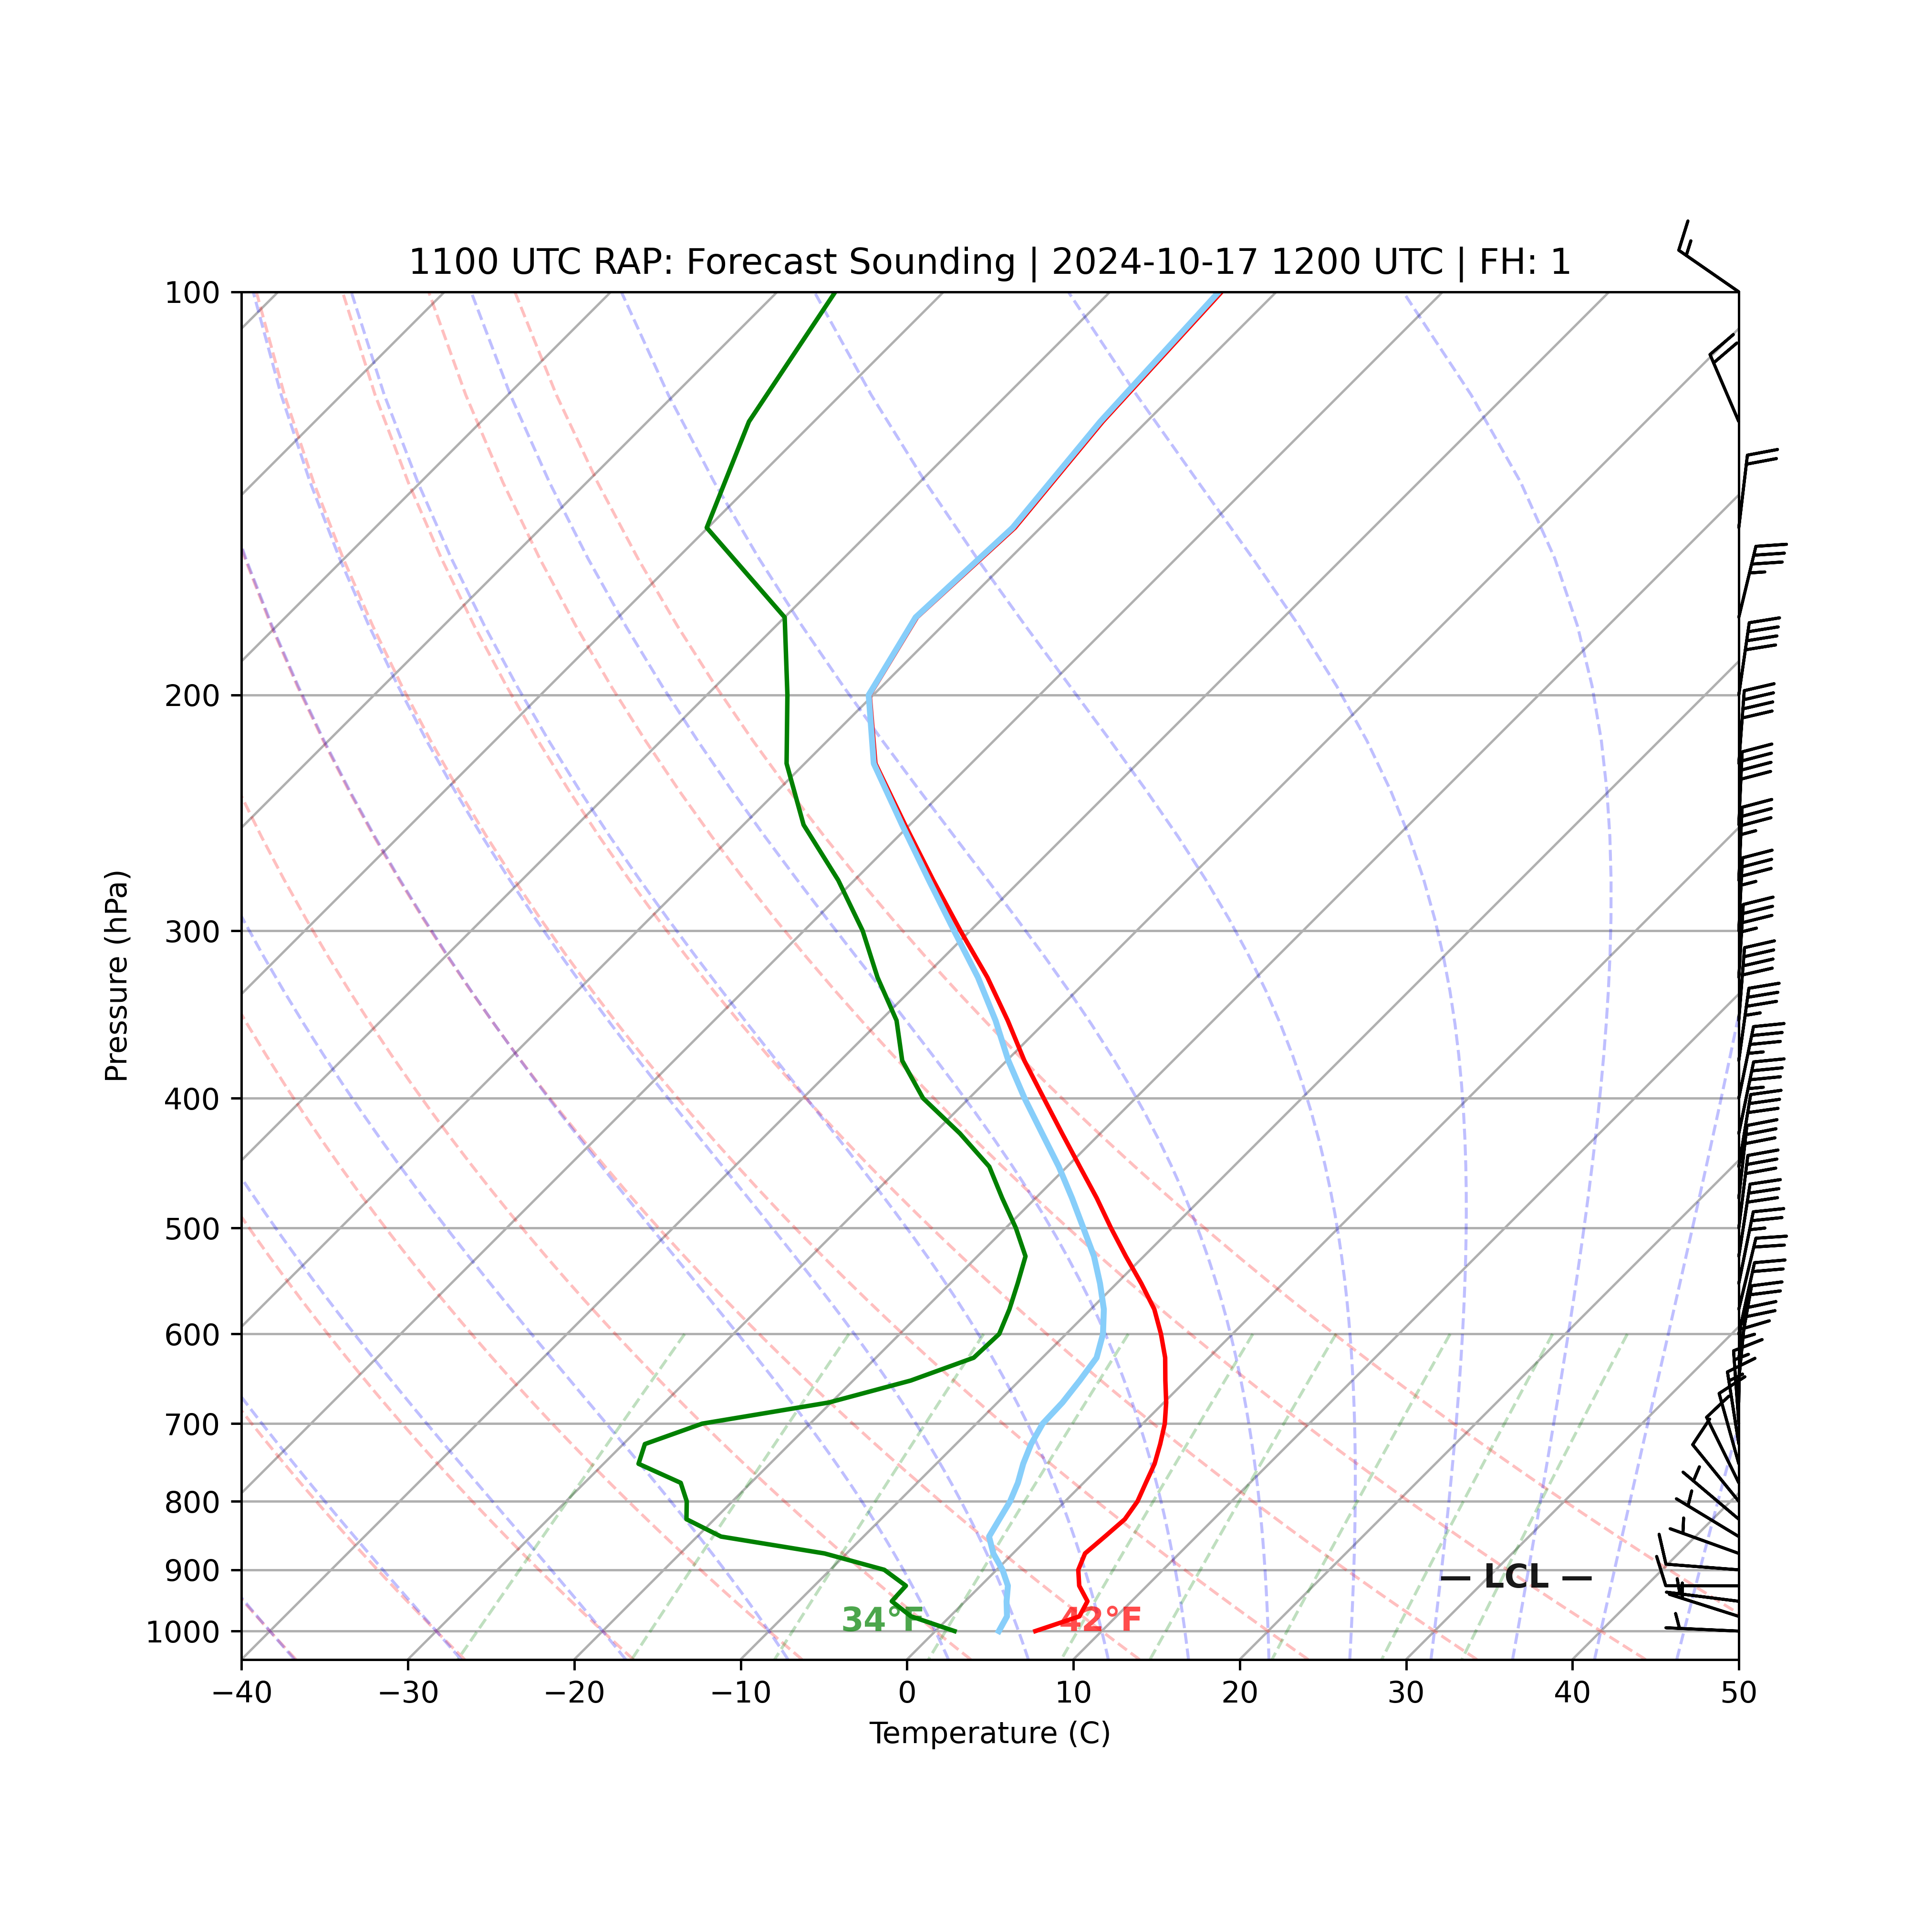 1100 UTC RAP: Forecast Sounding | 2024-10-17 1200 UTC | FH: 1
100
200
300
400
500
600
700
800
900
1000
Pressure (hPa)
— LCL —
34°F
42°F
−40 −30 −20 −10 0 10 20 30 40 50
Temperature (C)